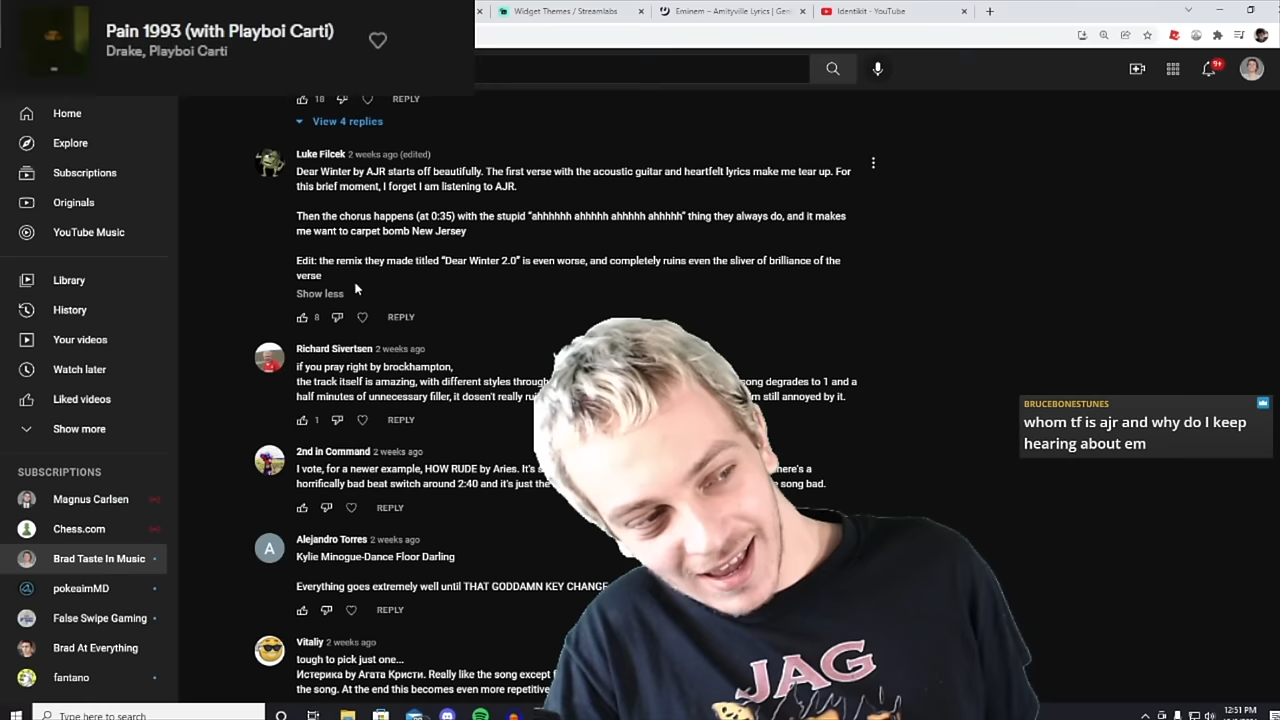 Pain 1993 (with Playboi Carti)
Drake, Playboi Carti
Widget Themes / Streamlabs
Eminem – Amityville Lyrics | Gen
Identikit - YouTube
9+
Home
Explore
Subscriptions
Originals
YouTube Music
Library
History
Your videos
Watch later
Liked videos
Show more
SUBSCRIPTIONS
Magnus Carlsen
Chess.com
Brad Taste In Music
pokeaimMD
False Swipe Gaming
Brad At Everything
fantano
18 REPLY
View 4 replies
Luke Filcek 2 weeks ago (edited)
Dear Winter by AJR starts off beautifully. The first verse with the acoustic guitar and heartfelt lyrics make me tear up. For
this brief moment, I forget I am listening to AJR.
Then the chorus happens (at 0:35) with the stupid "ahhhhhh ahhhhh ahhhhh ahhhhh" thing they always do, and it makes
me want to carpet bomb New Jersey
Edit: the remix they made titled "Dear Winter 2.0" is even worse, and completely ruins even the sliver of brilliance of the
verse
Show less
8 REPLY
Richard Sivertsen 2 weeks ago
if you pray right by brockhampton,
the track itself is amazing, with different styles through song degrades to 1 and a
half minutes of unnecessary filler, it dosen't really still annoyed by it.
1 REPLY
2nd in Command 2 weeks ago
I vote, for a newer example, HOW RUDE by Aries. It's here's a
horrifically bad beat switch around 2:40 and it's just the song bad.
REPLY
A
Alejandro Torres 2 weeks ago
Kylie Minogue-Dance Floor Darling
Everything goes extremely well until THAT GODDAMN KEY CHANGE
REPLY
Vitaliy 2 weeks ago
tough to pick just one...
Истерика by Агата Кристи. Really like the song except
the song. At the end this becomes even more repetitive
BRUCEBONESTUNES
whom tf is ajr and why do I keep
hearing about em
JAG
Type here to search
12:51 PM